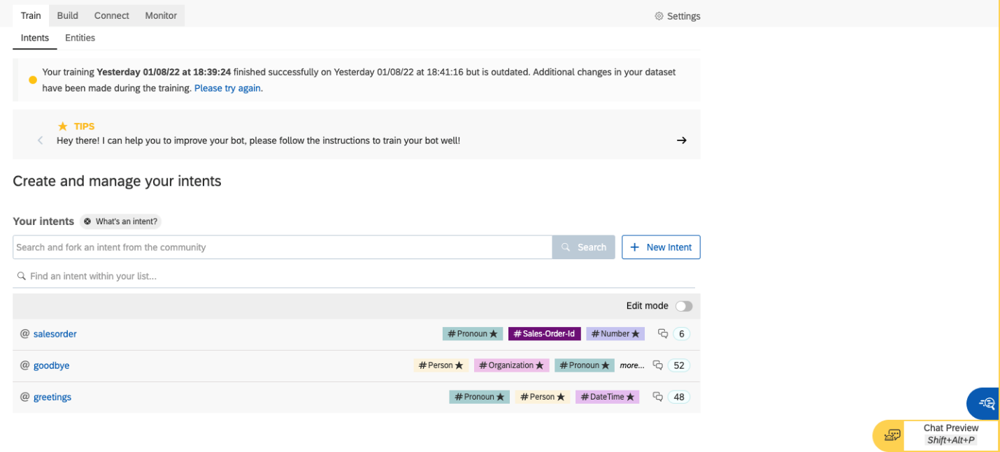 Train Build Connect Monitor Settings
Intents Entities
Your training Yesterday 01/08/22 at 18:39:24 finished successfully on Yesterday 01/08/22 at 18:41:16 but is outdated. Additional changes in your dataset
have been made during the training. Please try again.
TIPS
Hey there! I can help you to improve your bot, please follow the instructions to train your bot well!
Create and manage your intents
Your intents What's an intent?
Search and fork an intent from the community Search + New Intent
Find an intent within your list...
Edit mode
@ salesorder #Pronoun ★ #Sales-Order-Id #Number ★ 6
@ goodbye #Person ★ #Organization ★ #Pronoun ★ more... 52
@ greetings #Pronoun ★ #Person ★ #DateTime ★ 48
Chat Preview
Shift+Alt+P